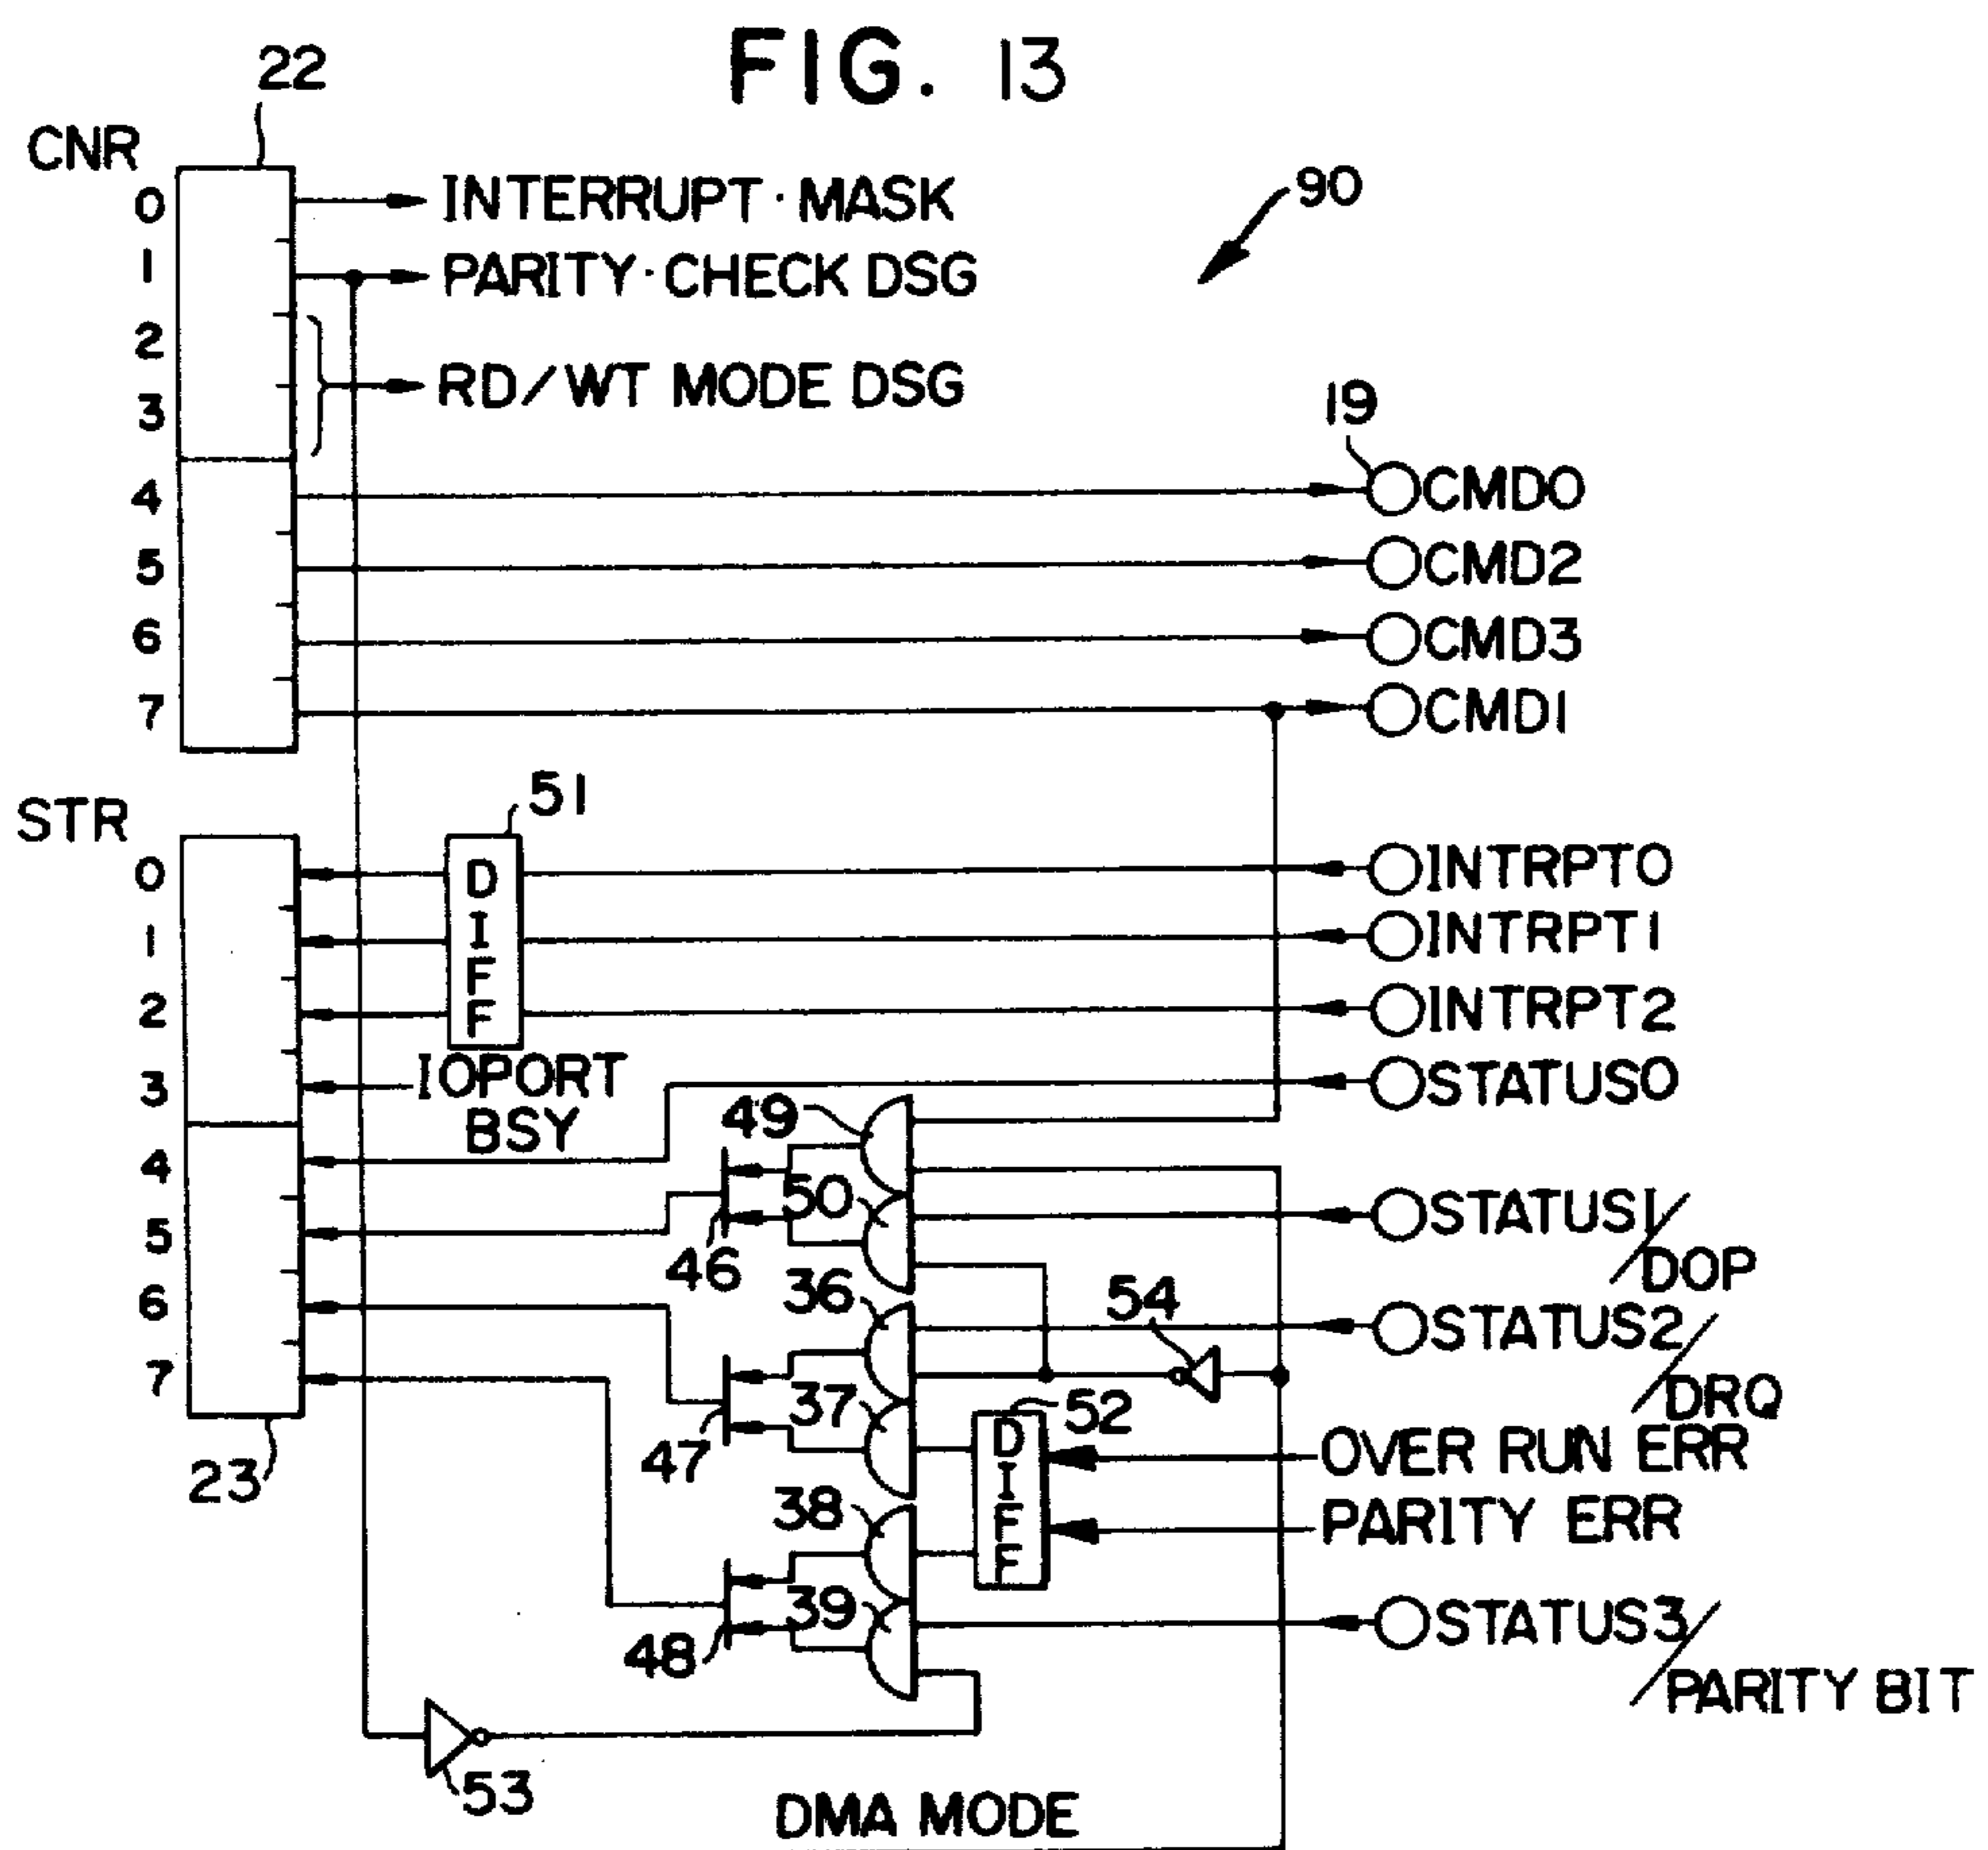 FIG. 13
22
CNR
0 INTERRUPT·MASK
90
1 PARITY·CHECK DSG
2
RD/WT MODE DSG
3
19
4 CMD0
5 CMD2
6 CMD3
7 CMD1
STR
51
0 INTRPT0
1 INTRPT1
2 INTRPT2
DIFF
3 IOPORT
BSY
STATUS0
49
4
50
STATUS1/
DOP
5
46
36
54
6
STATUS2/
DRQ
7
37
52
47
DIFF
OVER RUN ERR
23
38
PARITY ERR
39
STATUS3/
PARITY BIT
48
53
DMA MODE